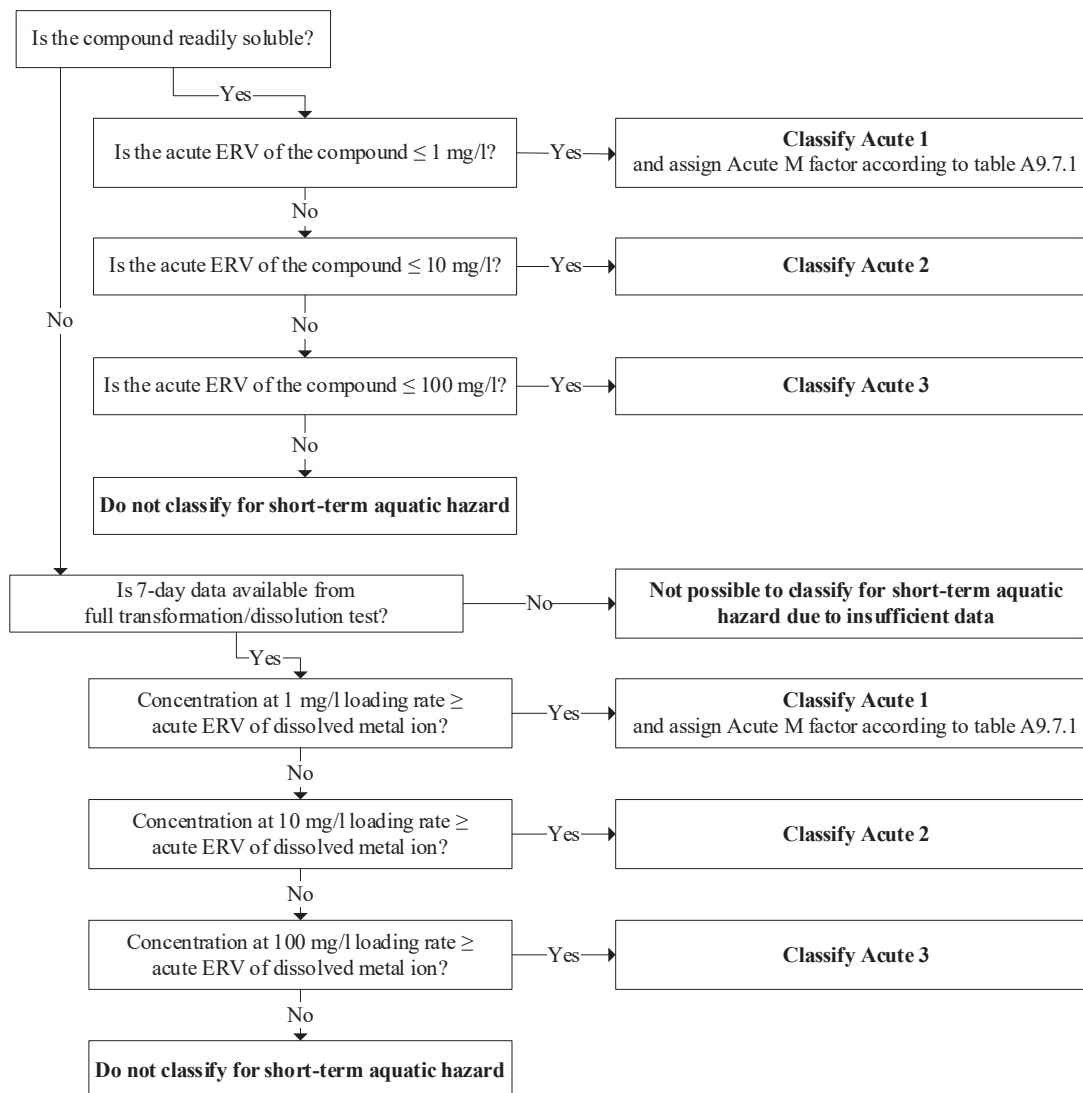 Is the compound readily soluble?
Yes
Is the acute ERV of the compound ≤ 1 mg/l?
Yes
Classify Acute 1
and assign Acute M factor according to table A9.7.1
No
Is the acute ERV of the compound ≤ 10 mg/l?
Yes
Classify Acute 2
No
No
Is the acute ERV of the compound ≤ 100 mg/l?
Yes
Classify Acute 3
No
Do not classify for short-term aquatic hazard
Is 7-day data available from
full transformation/dissolution test?
No
Not possible to classify for short-term aquatic
hazard due to insufficient data
Yes
Concentration at 1 mg/l loading rate ≥
acute ERV of dissolved metal ion?
Yes
Classify Acute 1
and assign Acute M factor according to table A9.7.1
No
Concentration at 10 mg/l loading rate ≥
acute ERV of dissolved metal ion?
Yes
Classify Acute 2
No
Concentration at 100 mg/l loading rate ≥
acute ERV of dissolved metal ion?
Yes
Classify Acute 3
No
Do not classify for short-term aquatic hazard